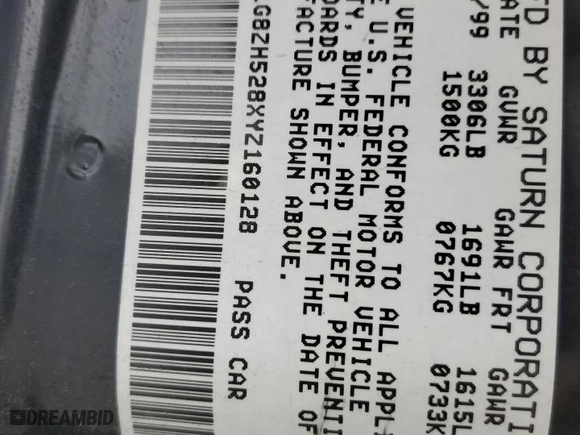 FD BY SATURN CORPORATI
ATE GVWR GAWR FRT GAWR
/99 3306LB 1691LB 1615L
1500KG 0767KG 0733K
VEHICLE CONFORMS TO ALL APPL
E U.S. FEDERAL MOTOR VEHICLE
TY, BUMPER, AND THEFT PREVENTI
DARDS IN EFFECT ON THE DATE OF
FACTURE SHOWN ABOVE.
G8ZH528XYZ160128 PASS CAR
DREAMBID